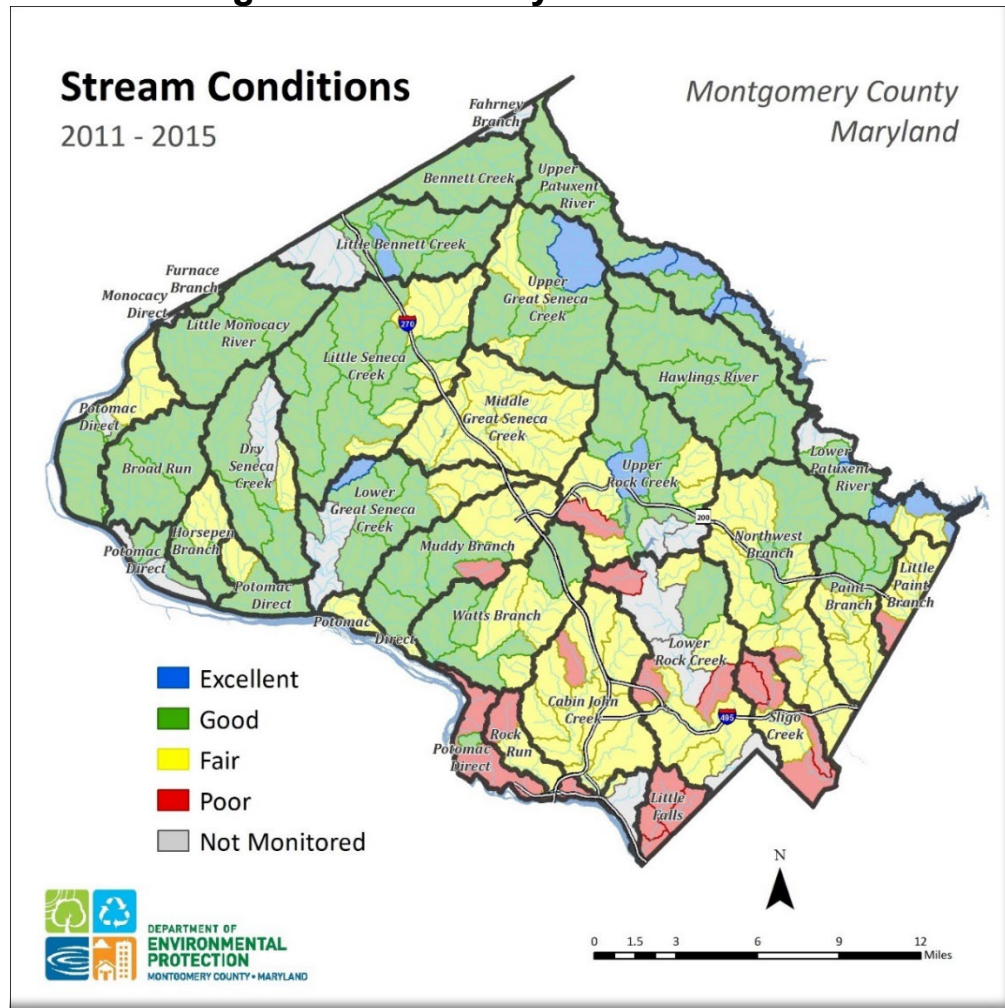 Stream Conditions
2011 - 2015
Montgomery County
Maryland
Fahrney
Branch
Bennett Creek
Upper
Patuxent
River
Little Bennett Creek
Furnace
Branch
Monocacy
Direct
Little Monocacy
River
270
Upper
Great Seneca
Creek
Little Seneca
Creek
Hawlings River
Middle
Great Seneca
Creek
Potomac
Direct
Broad Run
Dry
Seneca
Creek
Lower
Great Seneca
Creek
Upper
Rock Creek
Lower
Patuxent
River
200
Horsepen
Branch
Muddy Branch
Northwest
Branch
Potomac
Direct
Potomac
Direct
Paint
Branch
Little
Paint
Branch
Potomac
Direct
Watts Branch
Lower
Rock Creek
Cabin John
Creek
495
Sligo
Creek
Rock
Run
Potomac
Direct
Little
Falls
Excellent
Good
Fair
Poor
Not Monitored
N
0 1.5 3 6 9 12
Miles
DEPARTMENT OF
ENVIRONMENTAL
PROTECTION
MONTGOMERY COUNTY • MARYLAND